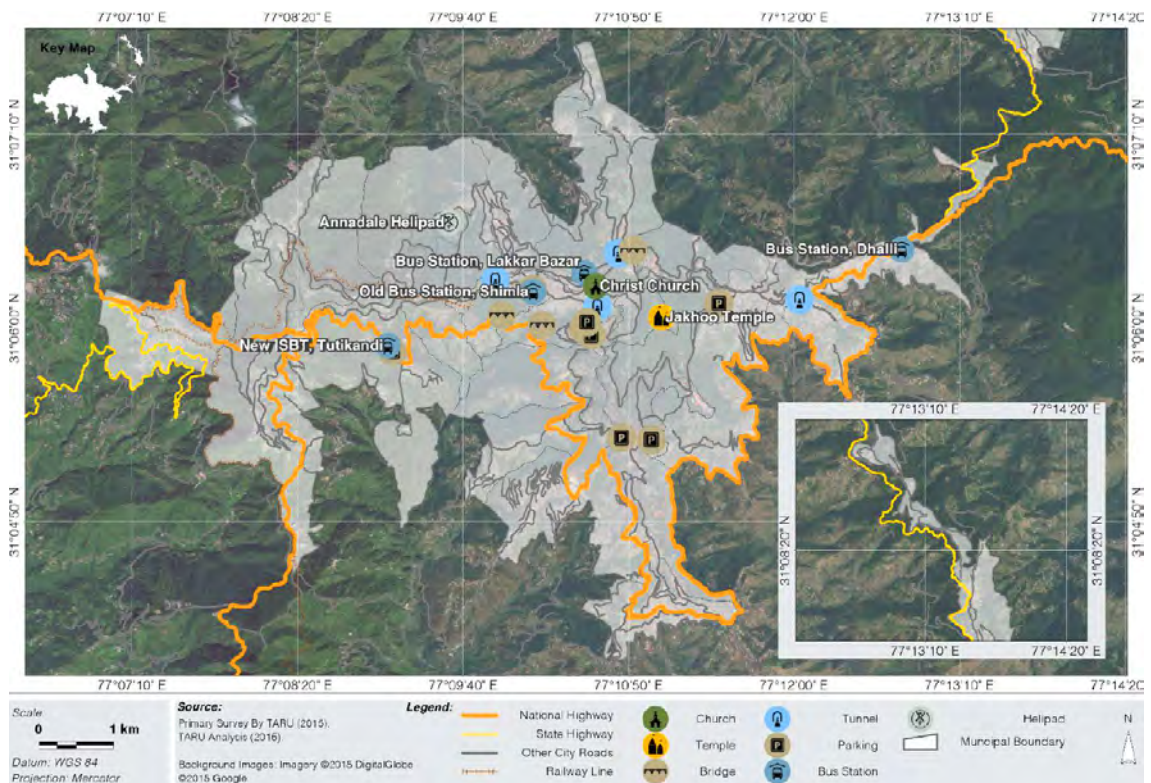 77°07'10" E 77°08'20" E 77°09'40" E 77°10'50" E 77°12'00" E 77°13'10" E 77°14'20"
Key Map
31°07'10" N
31°07'10" N
Annadale Helipad
Bus Station, Dhalli
Bus Station, Lakkar Bazar
Christ Church
Old Bus Station, Shimla
Jakhoo Temple
31°06'00" N
31°06'00" N
New ISBT, Tutikandi
77°13'10" E 77°14'20" E
31°04'50" N
31°04'50" N
31°08'20" N
31°08'20" N
77°13'10" E 77°14'20" E
77°07'10" E 77°08'20" E 77°09'40" E 77°10'50" E 77°12'00" E 77°13'10" E 77°14'20"
Scale
0 1 km
Datum: WGS 84
Projection: Mercator
Source:
Primary Survey By TARU (2015).
TARU Analysis (2016).
Background Images: Imagery ©2015 DigitalGlobe
©2015 Google
Legend:
National Highway
State Highway
Other City Roads
Railway Line
Church
Temple
Bridge
Tunnel
P Parking
Bus Station
Helipad
Muncipal Boundary
N
P
P
P
P